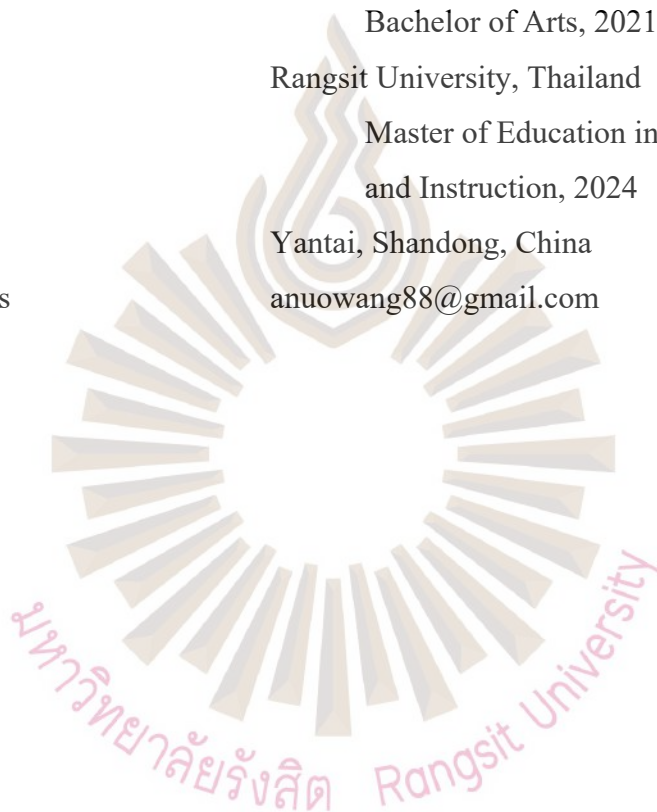 Bachelor of Arts, 2021
Rangsit University, Thailand
Master of Education in
and Instruction, 2024
Yantai, Shandong, China
s
anuowang88@gmail.com
มหาวิทยาลัยรังสิต Rangsit University